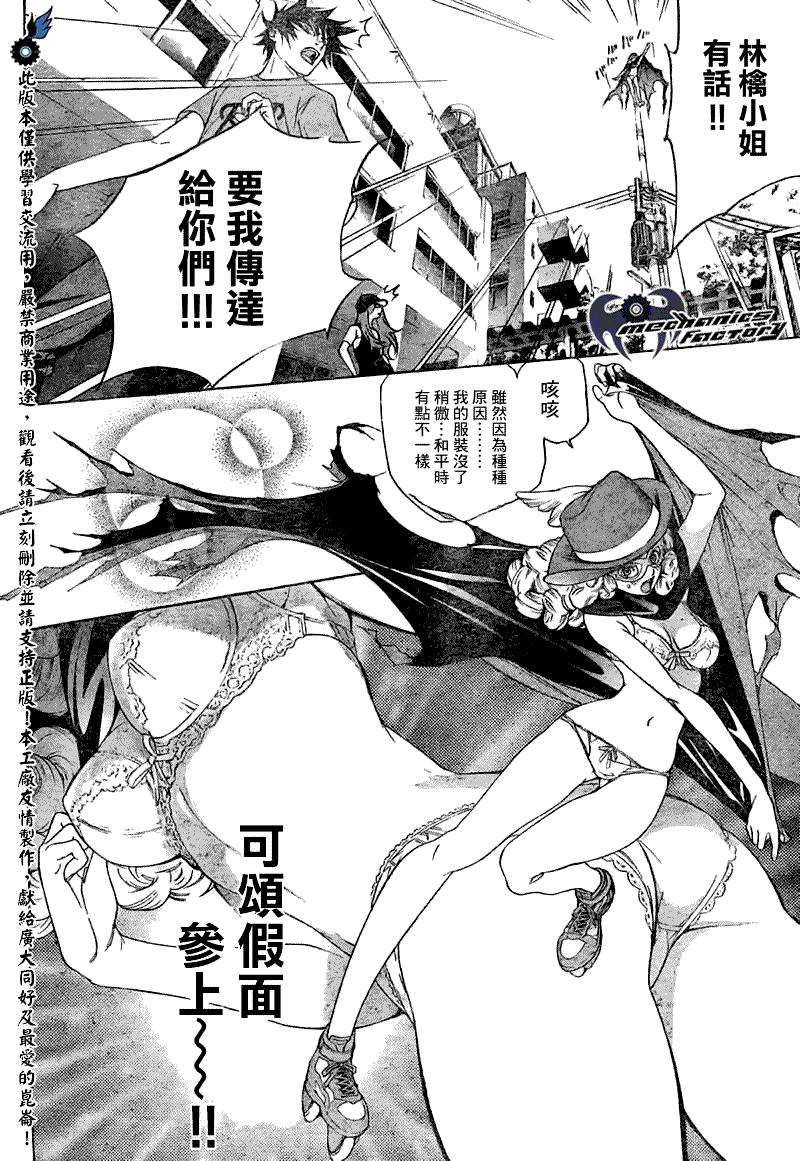 林檎小姐
有話!!
要我傳達
給你們!!!
mechanics
factory
咳咳
雖然因為種種
原因………
我的服裝沒了
稍微…和平時
有點不一樣
可頌假面
參上~~~!!
此版本僅供學習交流用，嚴禁商業用途，觀看後請立刻刪除並請支持正版！本工廠友情製作，獻給廣大同好及最愛的崑崙！